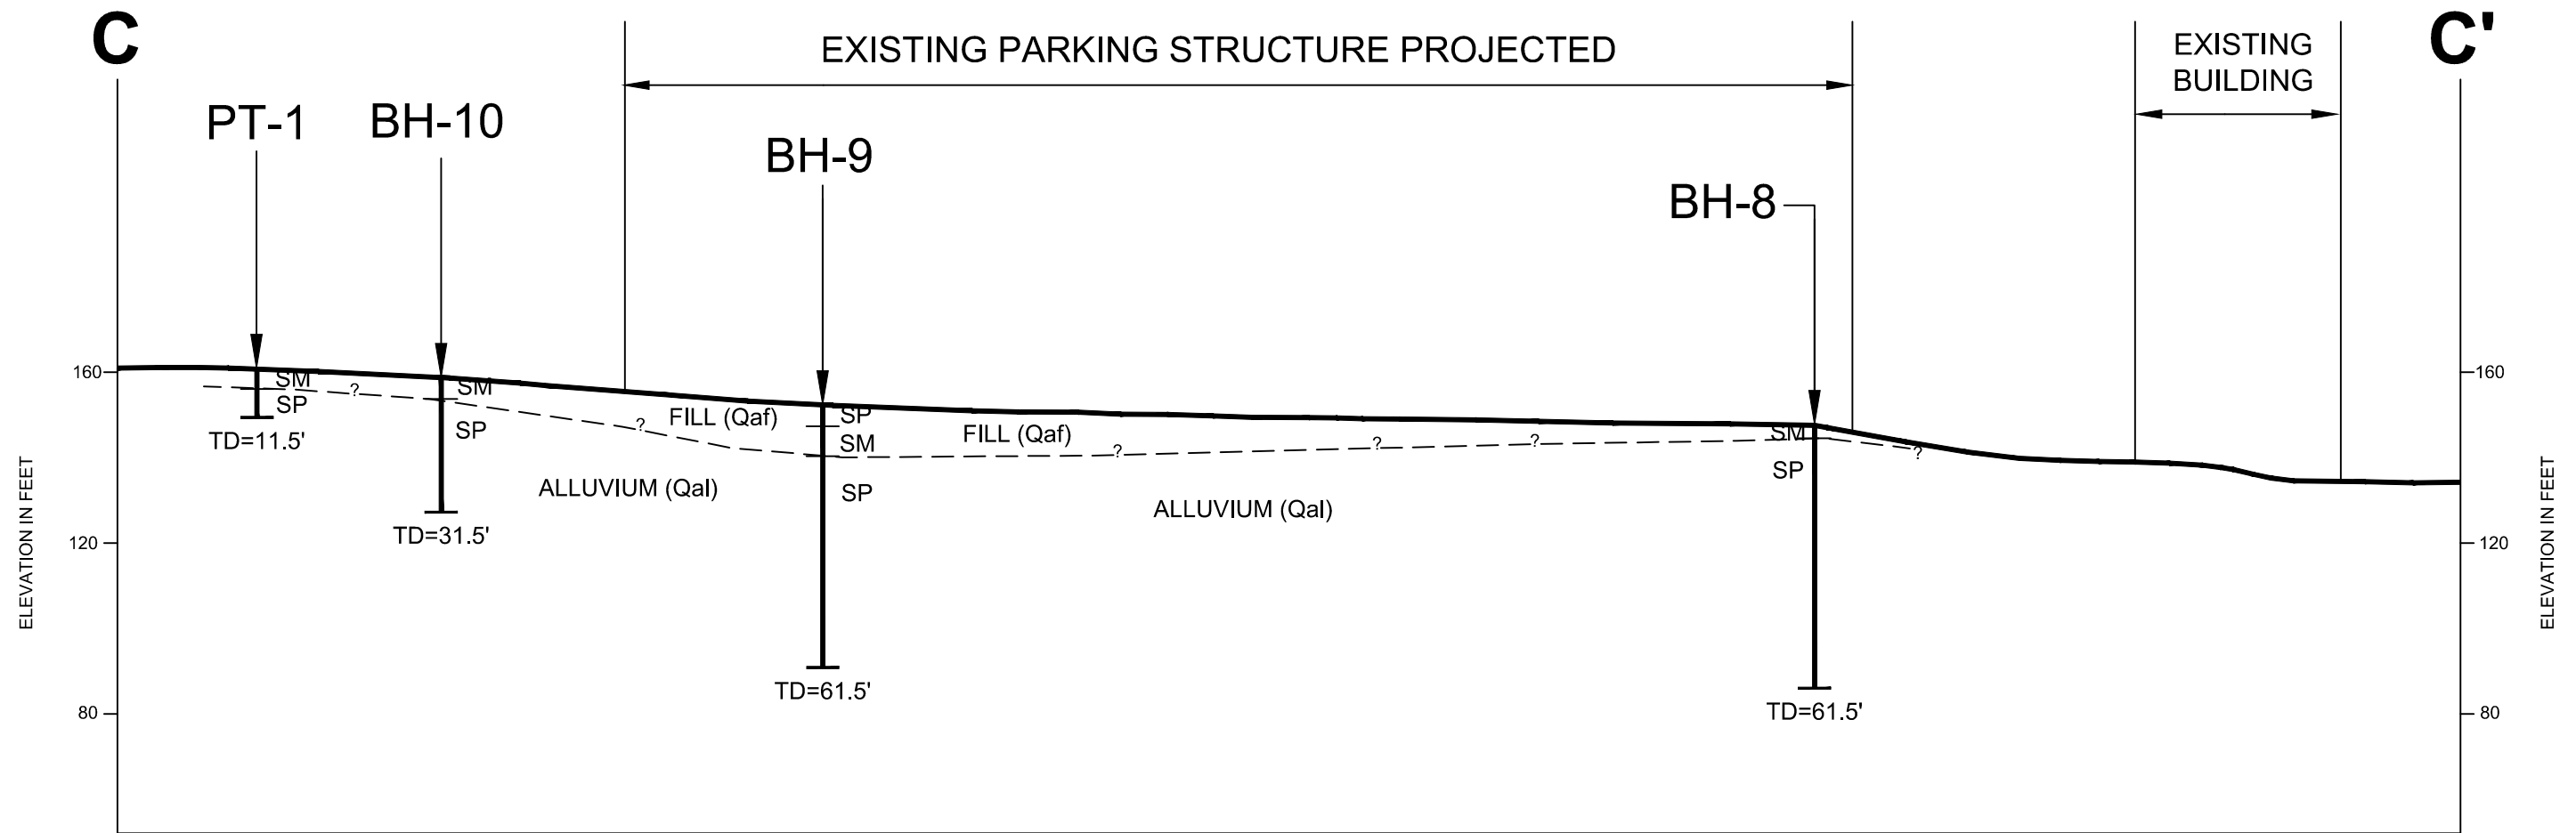 C
C'
EXISTING PARKING STRUCTURE PROJECTED
EXISTING
BUILDING
PT-1
BH-10
BH-9
BH-8
160
160
SM
SM
?
SP
SP
FILL (Qaf)
SP
?
SM
FILL (Qaf)
?
?
?
SM
?
TD=11.5'
SP
ALLUVIUM (Qal)
SP
ALLUVIUM (Qal)
TD=31.5'
120
120
ELEVATION IN FEET
ELEVATION IN FEET
TD=61.5'
TD=61.5'
80
80